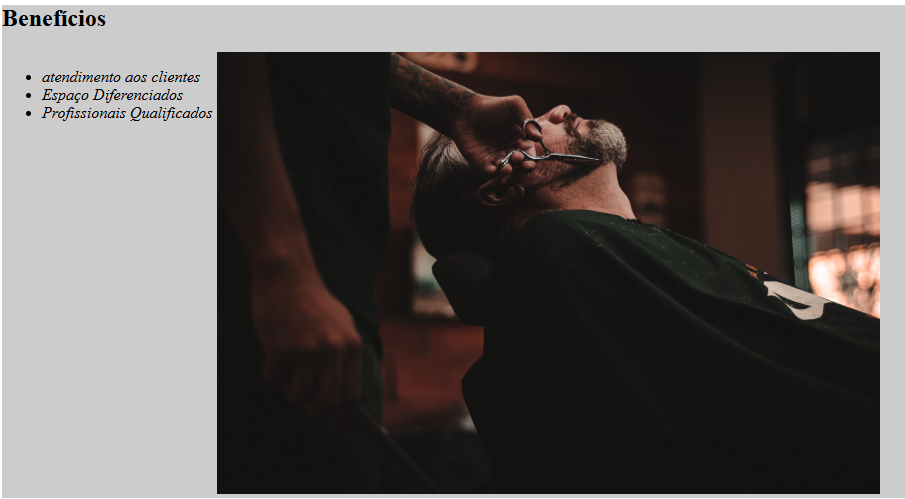 Benefícios
atendimento aos clientes
Espaço Diferenciados
Profissionais Qualificados